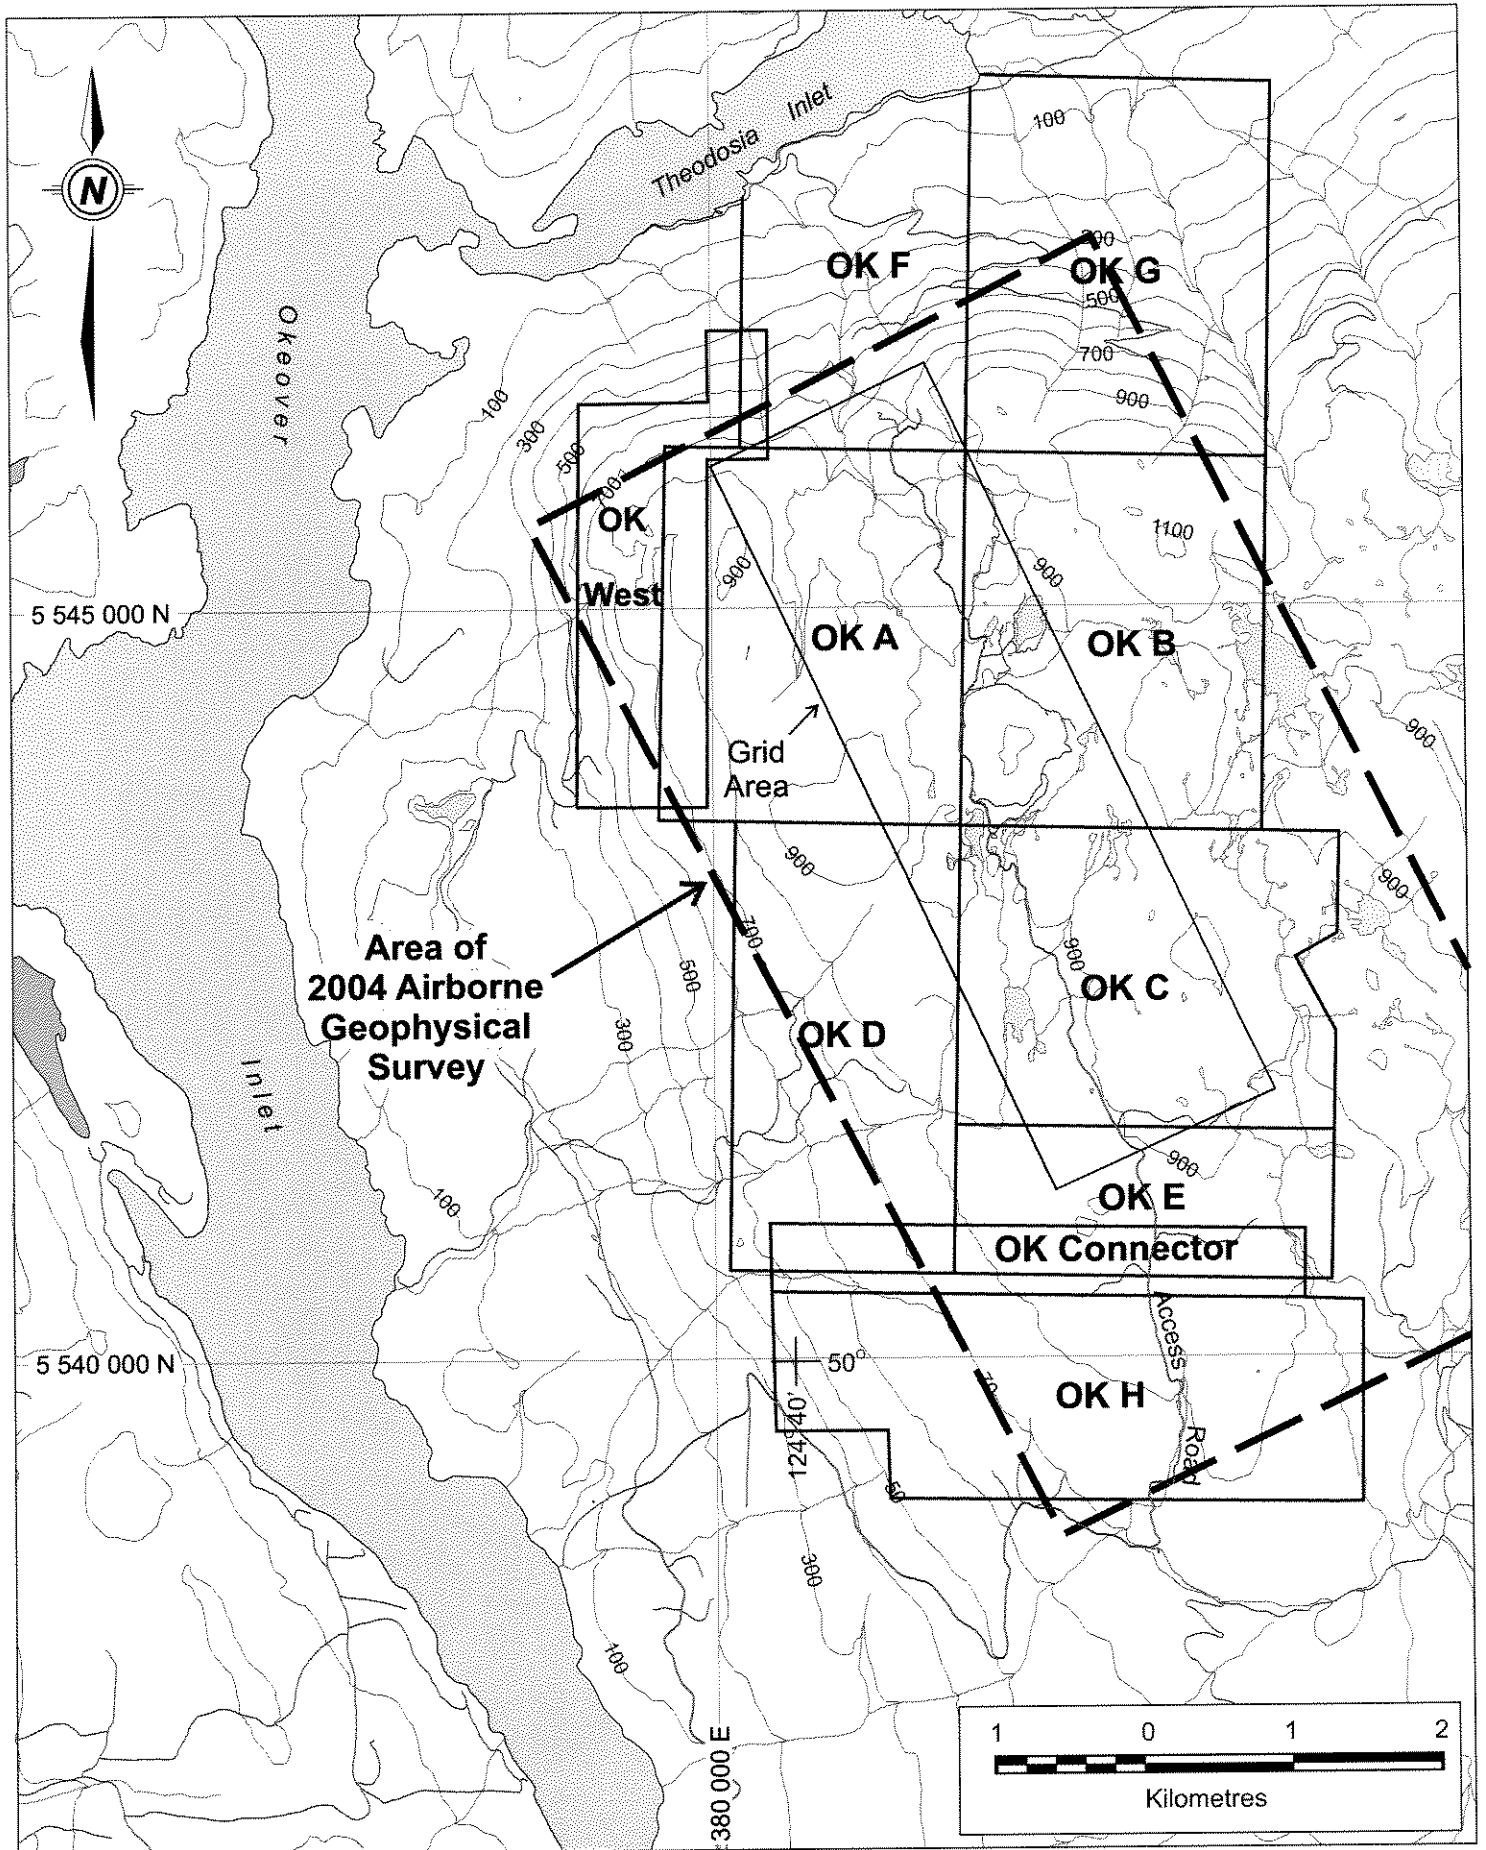 N
Theodosia Inlet
100
OK F
300
OK G
500
700
900
Okeover
100
300
500
700
OK
West
1100
900
900
5 545 000 N
OK A
OK B
Grid
Area
900
900
900
700
Area of
2004 Airborne
Geophysical
Survey
500
300
900
OK C
OK D
Inlet
100
900
OK E
OK Connector
Access
Road
5 540 000 N
50°
124°40'
OK H
300
100
380 000 E
1 0 1 2
Kilometres